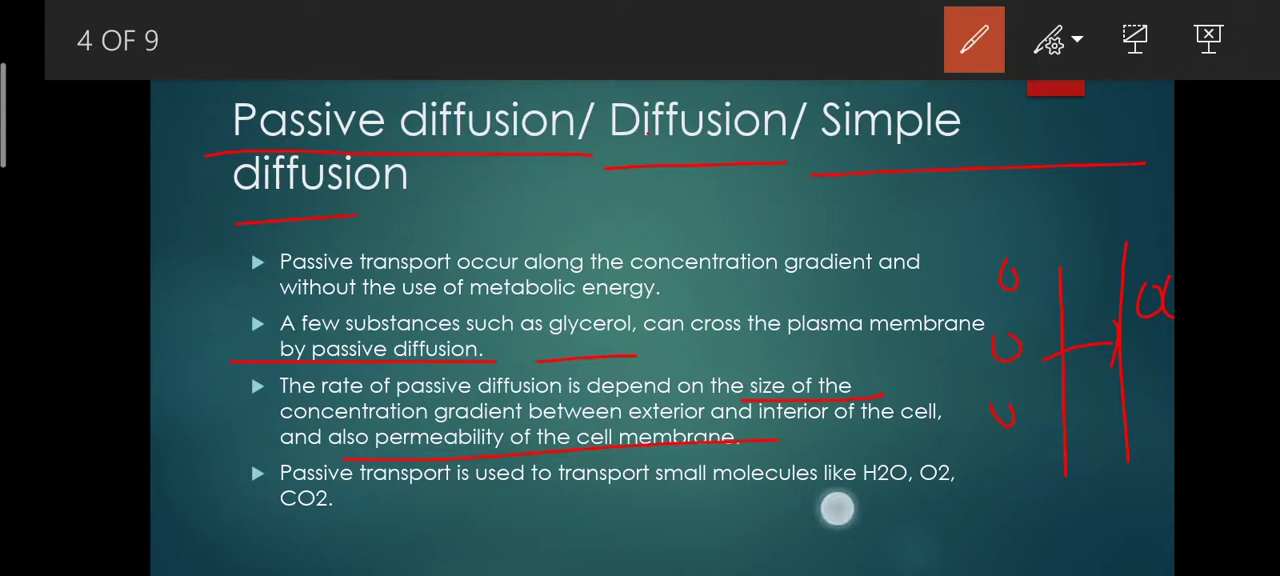 4 OF 9
Passive diffusion/ Diffusion/ Simple
diffusion
Passive transport occur along the concentration gradient and
without the use of metabolic energy.
A few substances such as glycerol, can cross the plasma membrane
by passive diffusion.
The rate of passive diffusion is depend on the size of the
concentration gradient between exterior and interior of the cell,
and also permeability of the cell membrane.
Passive transport is used to transport small molecules like H2O, O2,
CO2.